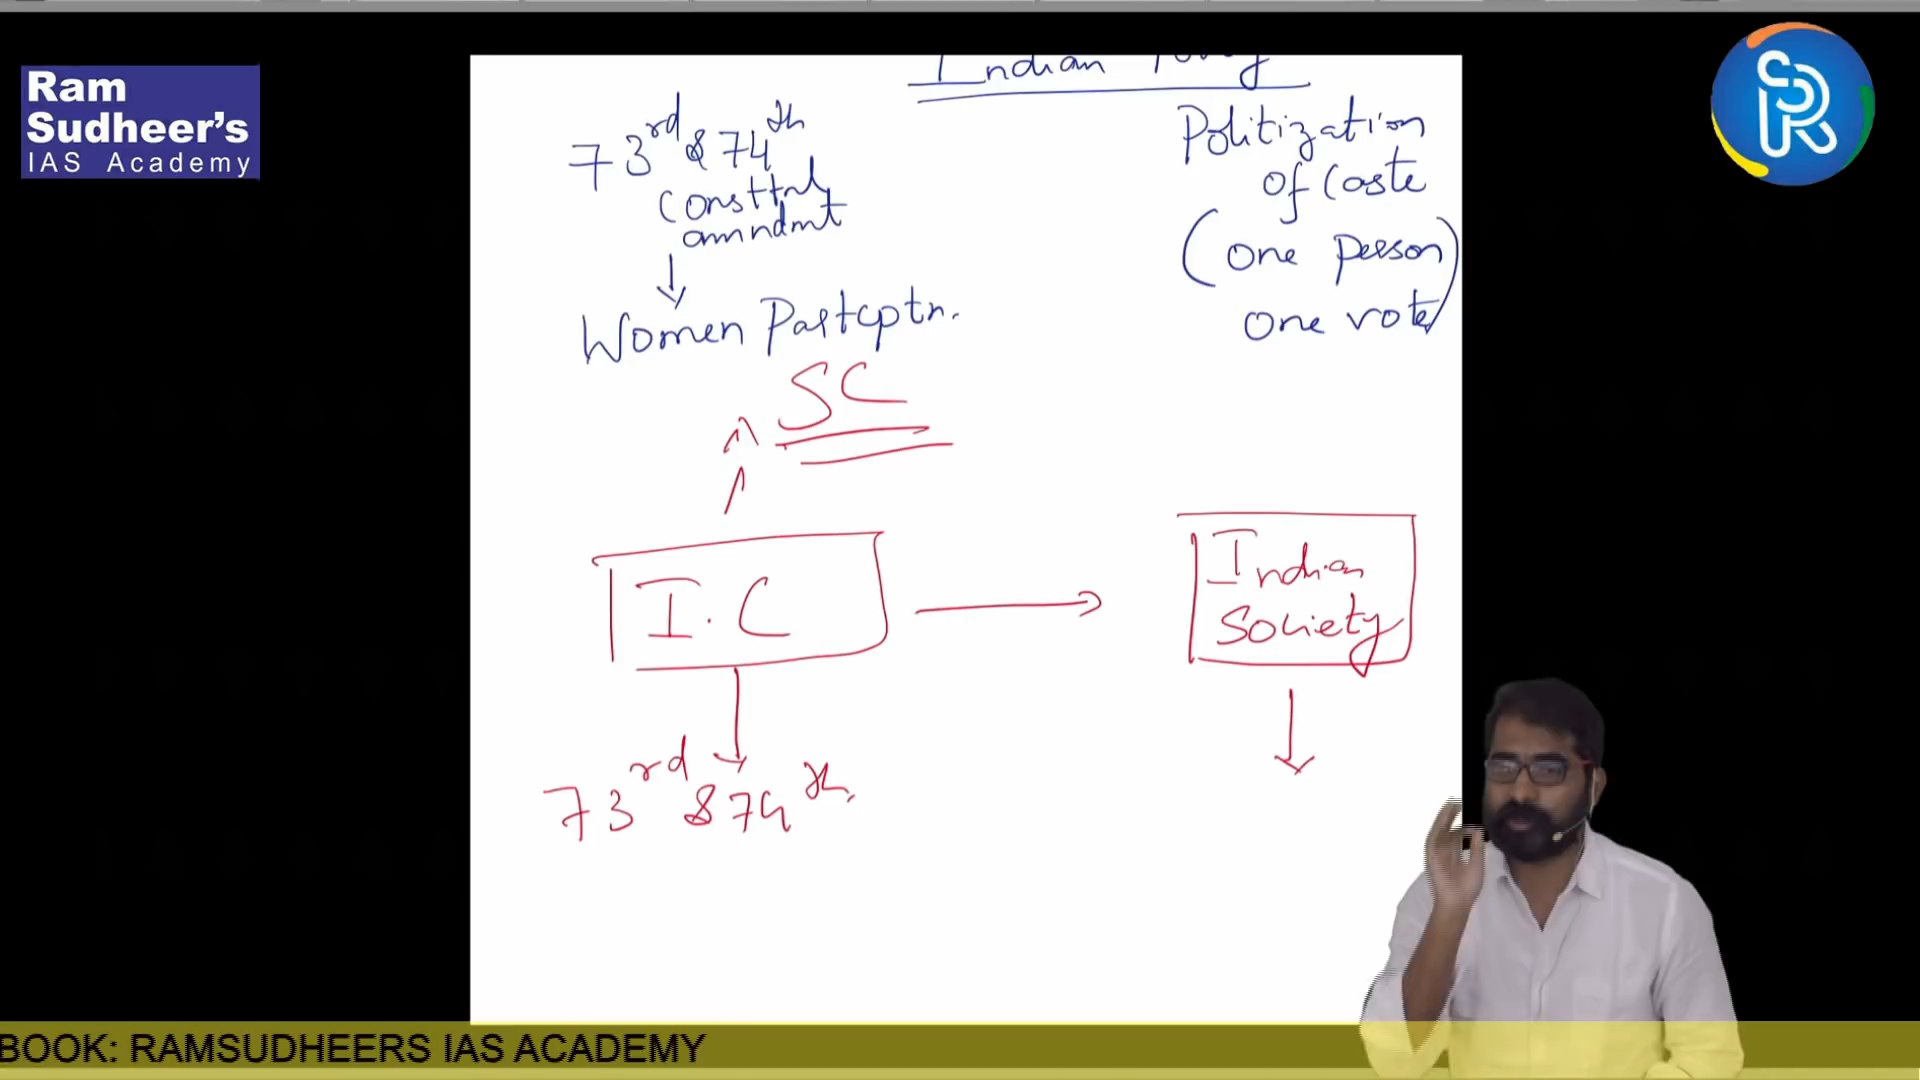 Ram
Sudheer's
IAS Academy
Indian
73rd & 74th
amndmt
Women Partcptn.
Politization
of Caste
(one person
one vote)
SC
I.C
Indian
Society
73rd & 74th.
BOOK: RAMSUDHEERS IAS ACADEMY